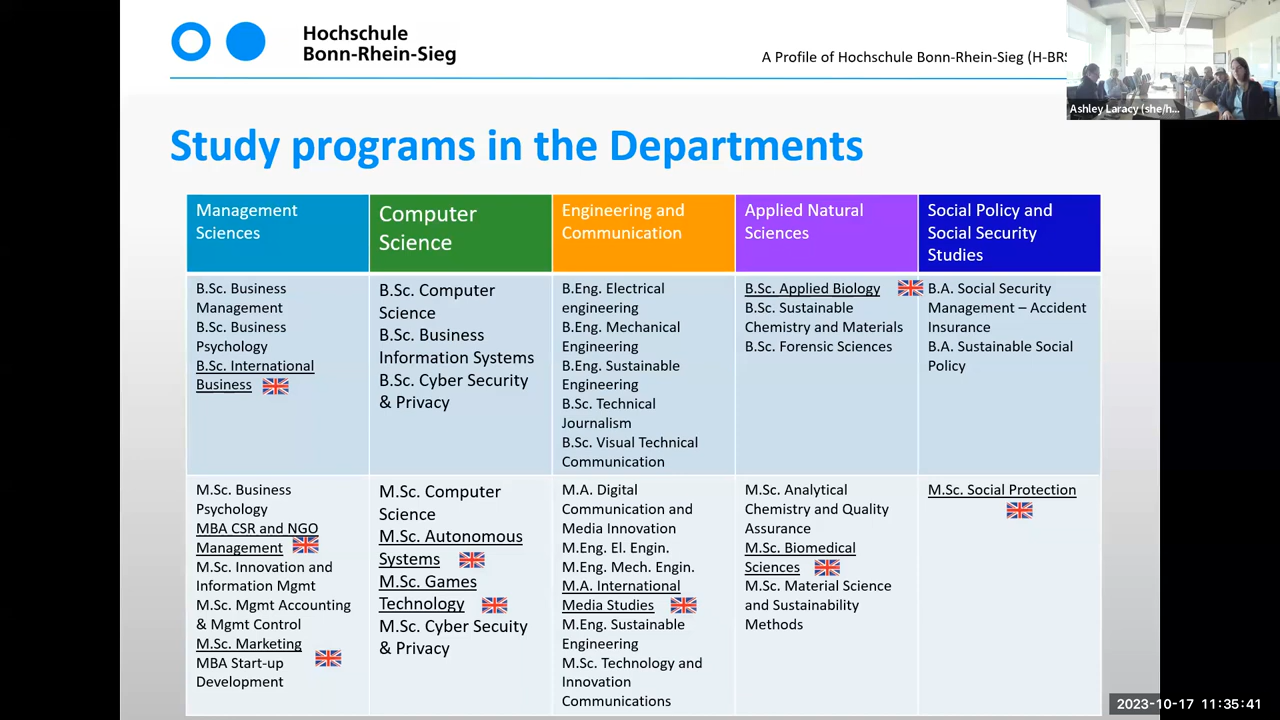 Hochschule
Bonn-Rhein-Sieg
A Profile of Hochschule Bonn-Rhein-Sieg (H-BRS
Ashley Laracy (she/h...
Study programs in the Departments
Management
Sciences
Computer
Science
Engineering and
Communication
Applied Natural
Sciences
Social Policy and
Social Security
Studies
B.Sc. Business
Management
B.Sc. Business
Psychology
B.Sc. International
Business
B.Sc. Computer
Science
B.Sc. Business
Information Systems
B.Sc. Cyber Security
& Privacy
B.Eng. Electrical
engineering
B.Eng. Mechanical
Engineering
B.Eng. Sustainable
Engineering
B.Sc. Technical
Journalism
B.Sc. Visual Technical
Communication
B.Sc. Applied Biology
B.Sc. Sustainable
Chemistry and Materials
B.Sc. Forensic Sciences
B.A. Social Security
Management – Accident
Insurance
B.A. Sustainable Social
Policy
M.Sc. Business
Psychology
MBA CSR and NGO
Management
M.Sc. Innovation and
Information Mgmt
M.Sc. Mgmt Accounting
& Mgmt Control
M.Sc. Marketing
MBA Start-up
Development
M.Sc. Computer
Science
M.Sc. Autonomous
Systems
M.Sc. Games
Technology
M.Sc. Cyber Secuity
& Privacy
M.A. Digital
Communication and
Media Innovation
M.Eng. El. Engin.
M.Eng. Mech. Engin.
M.A. International
Media Studies
M.Eng. Sustainable
Engineering
M.Sc. Technology and
Innovation
Communications
M.Sc. Analytical
Chemistry and Quality
Assurance
M.Sc. Biomedical
Sciences
M.Sc. Material Science
and Sustainability
Methods
M.Sc. Social Protection
2023-10-17 11:35:41